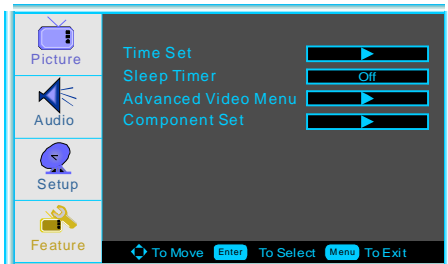 Picture
Audio
Setup
Feature
Time Set
Sleep Timer Off
Advanced Video Menu
Component Set
To Move Enter To Select Menu To Exit